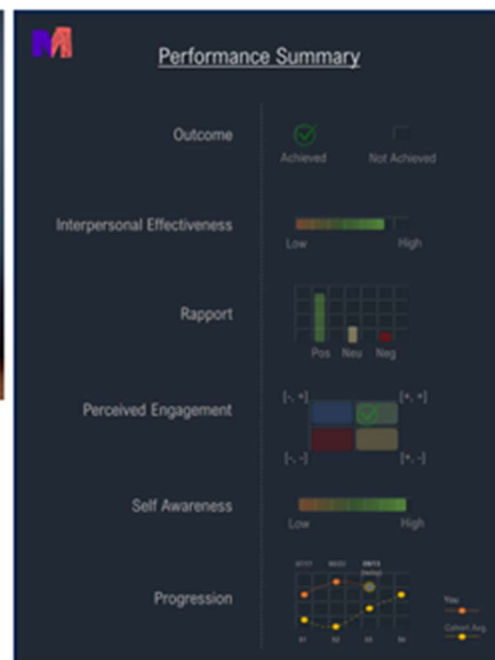 M
Performance Summary
Outcome
Achieved Not Achieved
Interpersonal Effectiveness
Low High
Rapport
Pos Neu Neg
Perceived Engagement
[-, +] [+, +]
[-, -] [+, -]
Self Awareness
Low High
Progression
(Today)
You
Cohort Avg.